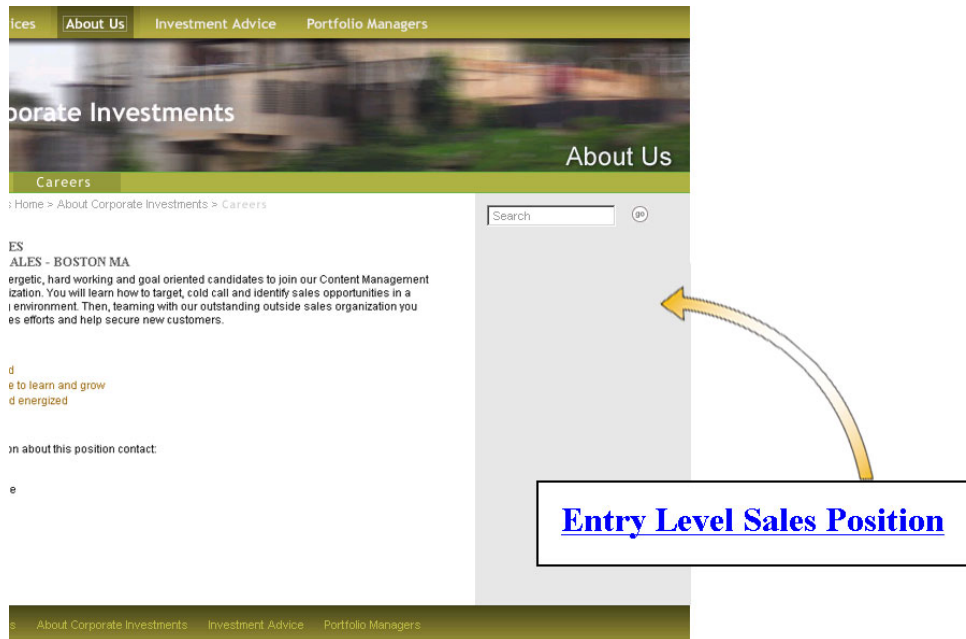 ices About Us Investment Advice Portfolio Managers
porate Investments
About Us
Careers
s Home > About Corporate Investments > Careers
Search go
ES
ALES - BOSTON MA
ergetic, hard working and goal oriented candidates to join our Content Management
ization. You will learn how to target, cold call and identify sales opportunities in a
g environment. Then, teaming with our outstanding outside sales organization you
es efforts and help secure new customers.
d
e to learn and grow
d energized
on about this position contact:
e
Entry Level Sales Position
s About Corporate Investments Investment Advice Portfolio Managers